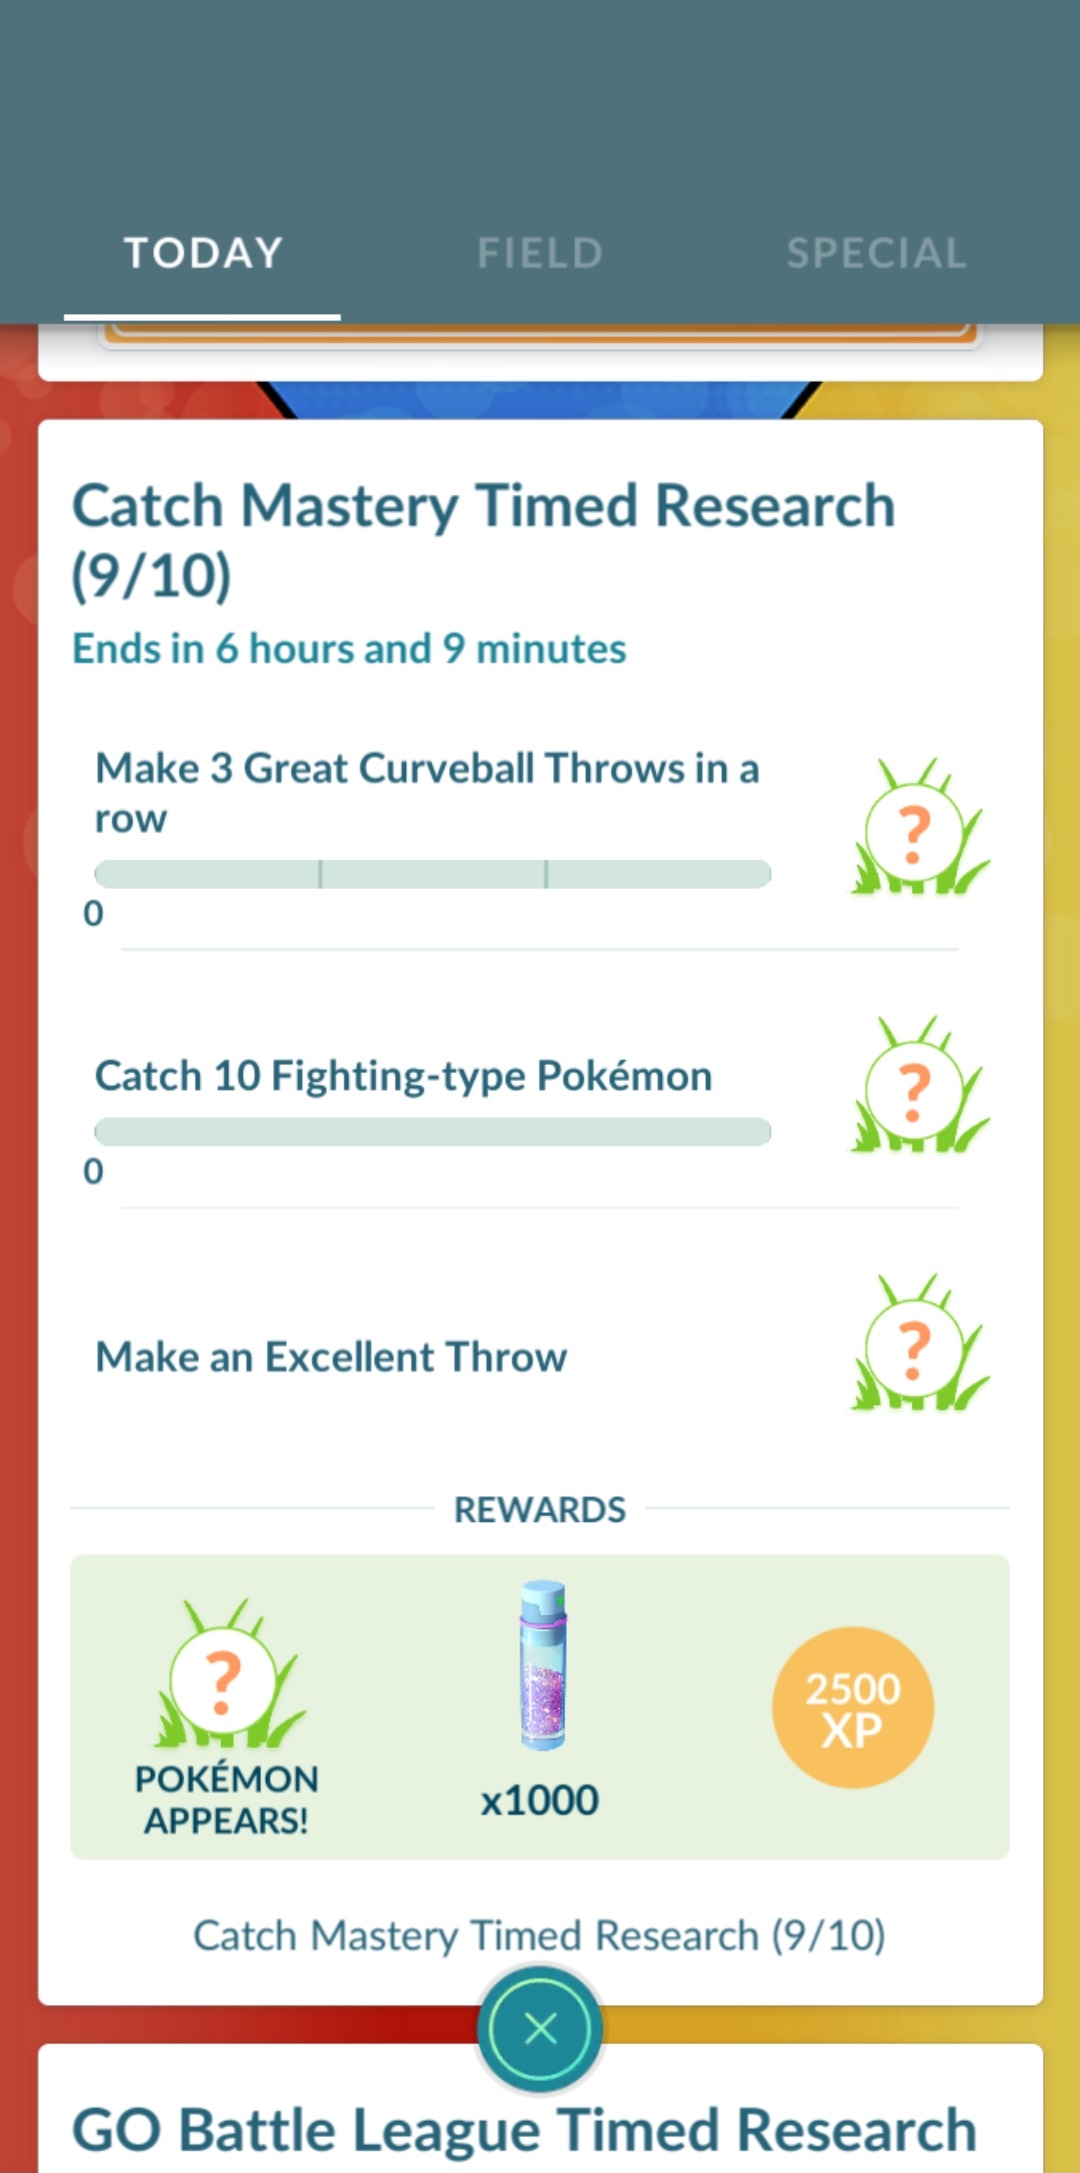 TODAY
FIELD
SPECIAL
Catch Mastery Timed Research
(9/10)
Ends in 6 hours and 9 minutes
Make 3 Great Curveball Throws in a
row
?
0
Catch 10 Fighting-type Pokémon
?
0
Make an Excellent Throw
?
REWARDS
?
POKÉMON
APPEARS!
x1000
2500
XP
Catch Mastery Timed Research (9/10)
GO Battle League Timed Research